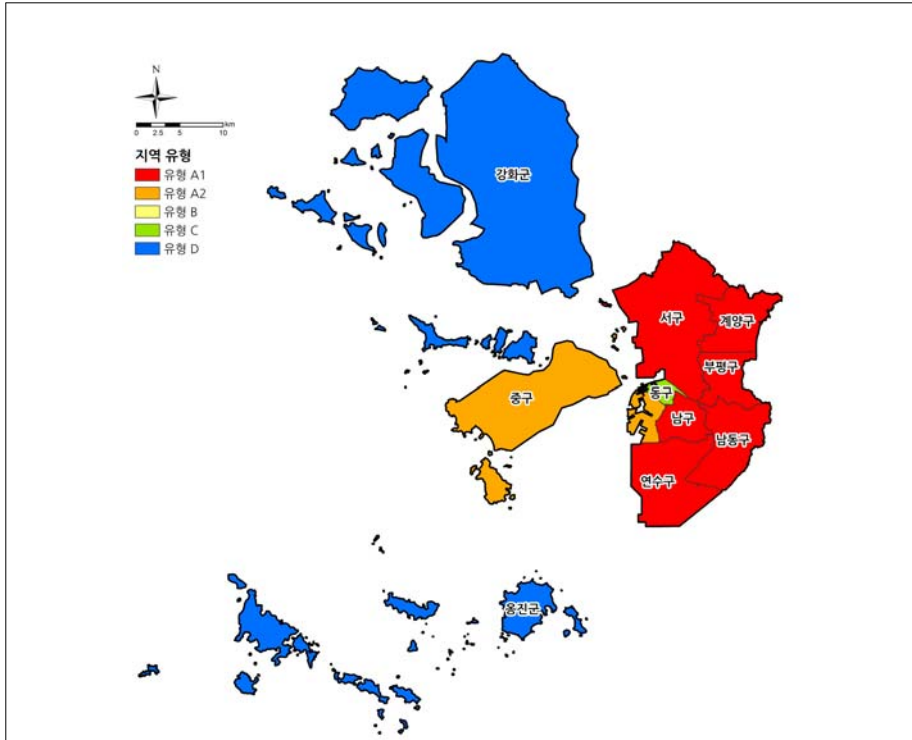 N
km
0 2.5 5 10
지역 유형
유형 A1
유형 A2
유형 B
유형 C
유형 D
강화군
서구
계양구
부평구
중구
동구
남구
남동구
연수구
옹진군